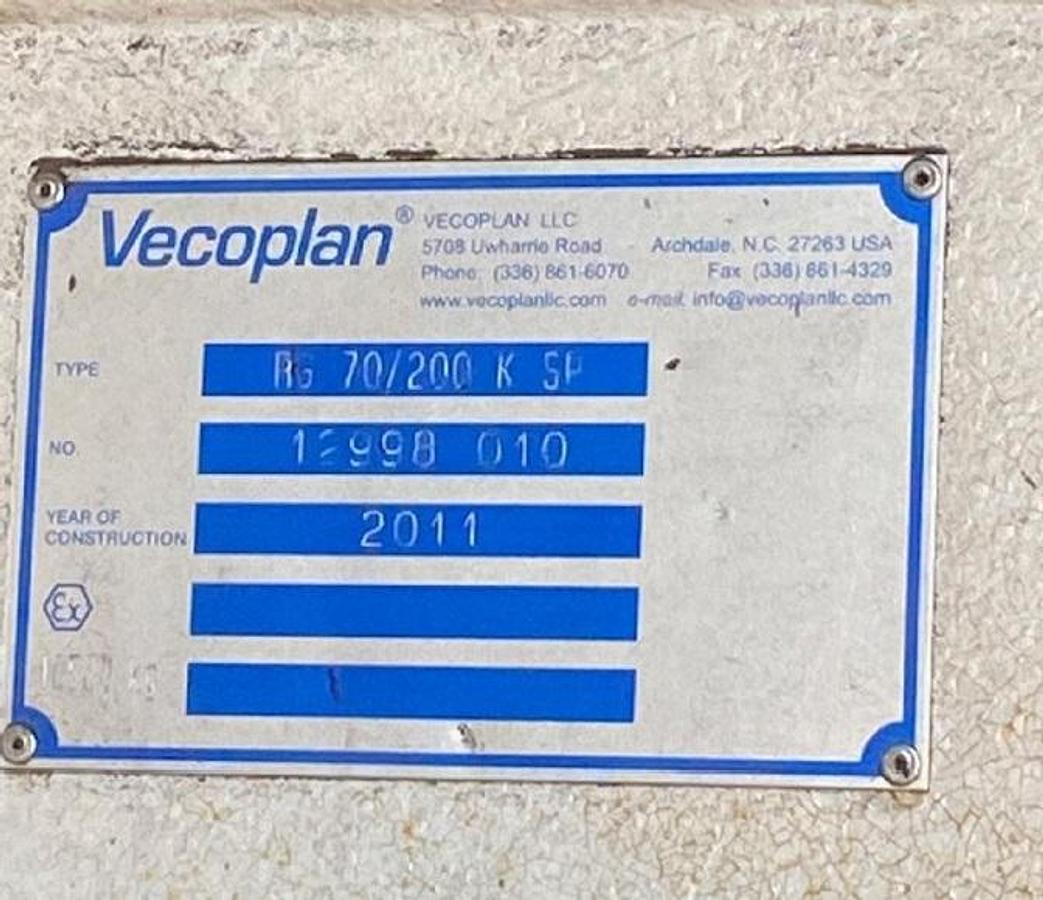 Vecoplan® VECOPLAN LLC
5708 Uwharrie Road - Archdale, N.C. 27263 USA
Phone: (336) 861-6070 Fax (336) 861-4329
www.vecoplanllc.com e-mail: info@vecoplanllc.com
TYPE RG 70/200 K SP
NO 12998 010
YEAR OF
CONSTRUCTION 2011
Ex